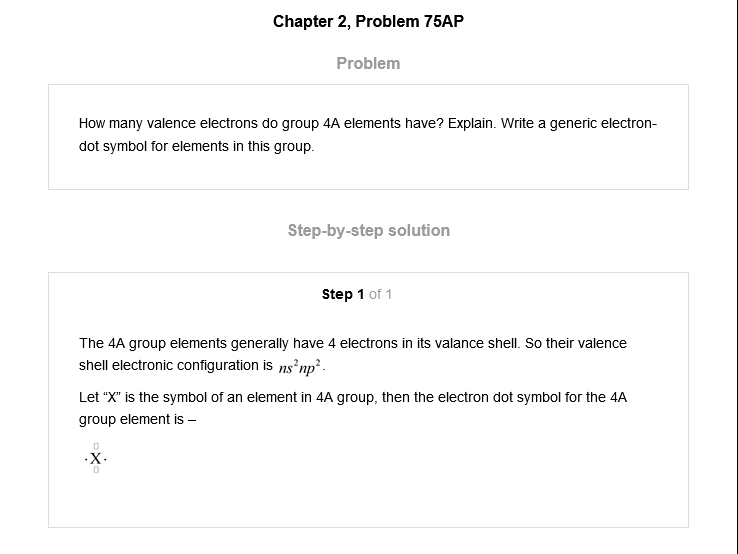 Chapter 2, Problem 75AP
Problem
How many valence electrons do group 4A elements have? Explain. Write a generic electron-
dot symbol for elements in this group.
Step-by-step solution
Step 1 of 1
The 4A group elements generally have 4 electrons in its valance shell. So their valence
shell electronic configuration is ns²np².
Let “X” is the symbol of an element in 4A group, then the electron dot symbol for the 4A
group element is –
▯
·X·
▯